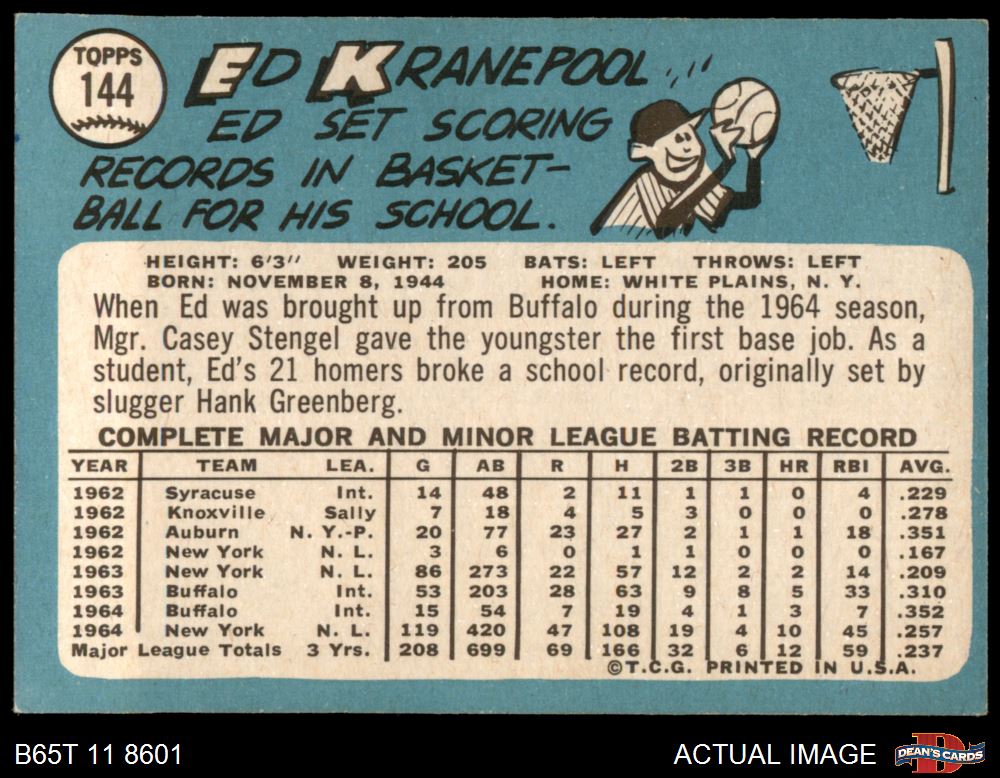 TOPPS
144
ED KRANEPOOL
ED SET SCORING
RECORDS IN BASKET-
BALL FOR HIS SCHOOL.
HEIGHT: 6'3" WEIGHT: 205 BATS: LEFT THROWS: LEFT
BORN: NOVEMBER 8, 1944 HOME: WHITE PLAINS, N. Y.
When Ed was brought up from Buffalo during the 1964 season,
Mgr. Casey Stengel gave the youngster the first base job. As a
student, Ed's 21 homers broke a school record, originally set by
slugger Hank Greenberg.
COMPLETE MAJOR AND MINOR LEAGUE BATTING RECORD
YEAR TEAM LEA. G AB R H 2B 3B HR RBI AVG.
1962 Syracuse Int. 14 48 2 11 1 1 0 4 .229
1962 Knoxville Sally 7 18 4 5 3 0 0 0 .278
1962 Auburn N. Y.-P. 20 77 23 27 2 1 1 18 .351
1962 New York N. L. 3 6 0 1 1 0 0 0 .167
1963 New York N. L. 86 273 22 57 12 2 2 14 .209
1963 Buffalo Int. 53 203 28 63 9 8 5 33 .310
1964 Buffalo Int. 15 54 7 19 4 1 3 7 .352
1964 New York N. L. 119 420 47 108 19 4 10 45 .257
Major League Totals 3 Yrs. 208 699 69 166 32 6 12 59 .237
©T.C.G. PRINTED IN U.S.A.
B65T 11 8601 ACTUAL IMAGE DEAN'S CARDS